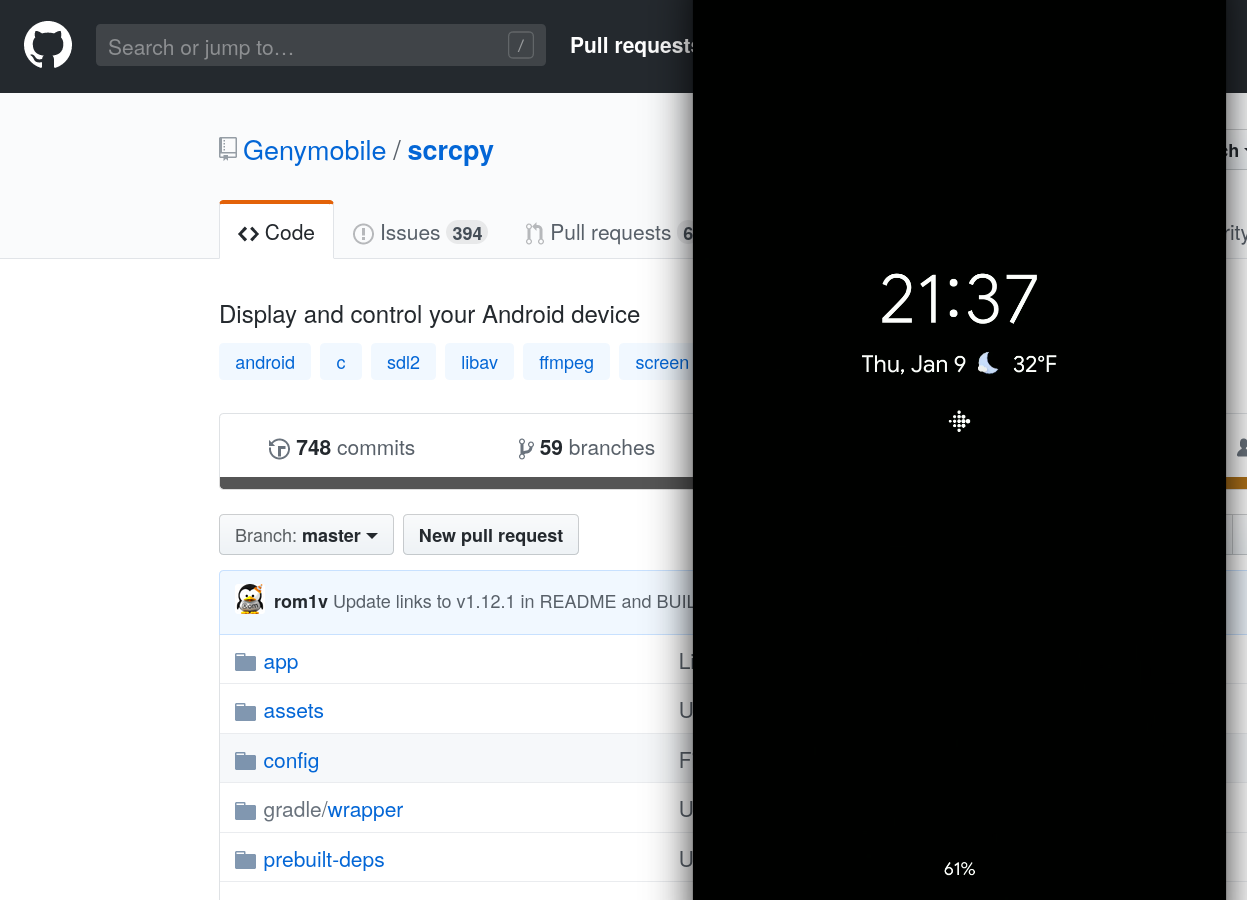 Search or jump to… /
Pull requests
Genymobile / scrcpy
Code
Issues 394
Pull requests 6
Display and control your Android device
android
c
sdl2
libav
ffmpeg
screen
748 commits
59 branches
Branch: master
New pull request
rom1v Update links to v1.12.1 in README and BUIL
app
assets
config
gradle/wrapper
prebuilt-deps
21:37
Thu, Jan 9 32°F
61%